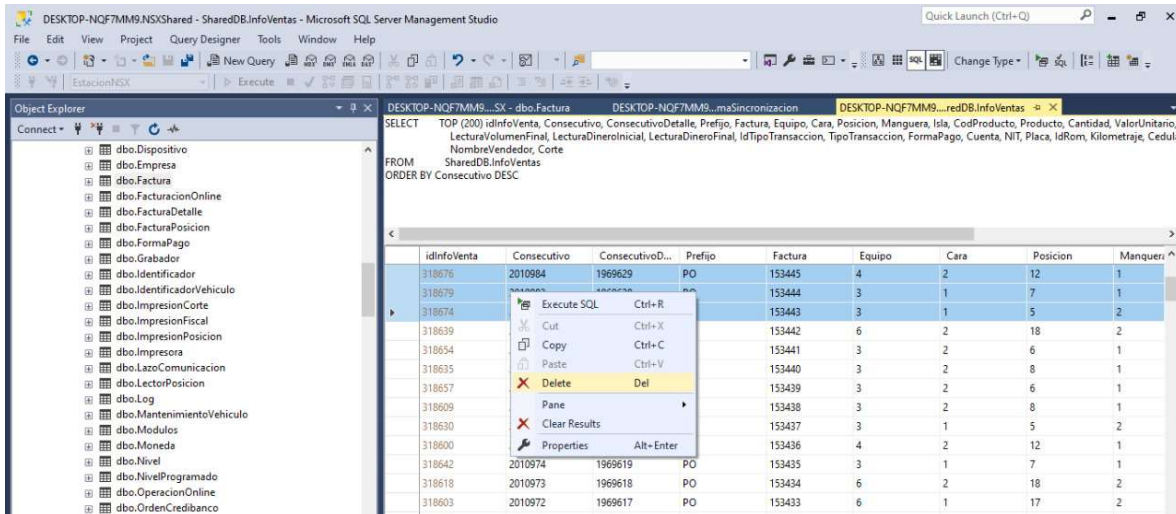 DESKTOP-NQF7MM9.NSXShared - SharedDB.InfoVentas - Microsoft SQL Server Management Studio
Quick Launch (Ctrl+Q)
File Edit View Project Query Designer Tools Window Help
New Query
Change Type
EstacionNSX
Execute
Object Explorer
Connect
dbo.Dispositivo
dbo.Empresa
dbo.Factura
dbo.FacturacionOnline
dbo.FacturaDetalle
dbo.FacturaPosicion
dbo.FormaPago
dbo.Grabador
dbo.Identificador
dbo.IdentificadorVehiculo
dbo.ImpresionCorte
dbo.ImpresionFiscal
dbo.ImpresionPosicion
dbo.Impresora
dbo.LazoComunicacion
dbo.LectorPosicion
dbo.Log
dbo.MantenimientoVehiculo
dbo.Modulos
dbo.Moneda
dbo.Nivel
dbo.NivelProgramado
dbo.OperacionOnline
dbo.OrdenCredibanco
DESKTOP-NQF7MM9....SX - dbo.Factura DESKTOP-NQF7MM9...maSincronizacion DESKTOP-NQF7MM9....redDB.InfoVentas
SELECT TOP (200) idInfoVenta, Consecutivo, ConsecutivoDetalle, Prefijo, Factura, Equipo, Cara, Posicion, Manguera, Isla, CodProducto, Producto, Cantidad, ValorUnitario,
LecturaVolumenFinal, LecturaDineroInicial, LecturaDineroFinal, IdTipoTransaccion, TipoTransaccion, FormaPago, Cuenta, NIT, Placa, IdRom, Kilometraje, Cedul
NombreVendedor, Corte
FROM SharedDB.InfoVentas
ORDER BY Consecutivo DESC
idInfoVenta Consecutivo ConsecutivoD... Prefijo Factura Equipo Cara Posicion Manguera
318676 2010984 1969629 PO 153445 4 2 12 1
318679 153444 3 1 7 1
318674 153443 3 1 5 2
318639 153442 6 2 18 2
318654 153441 3 2 6 1
318635 153440 3 2 8 1
318657 153439 3 2 6 1
318609 153438 3 2 8 1
318630 153437 3 1 5 2
318600 153436 4 2 12 1
318642 2010974 1969619 PO 153435 3 1 7 1
318618 2010973 1969618 PO 153434 6 2 18 2
318603 2010972 1969617 PO 153433 6 1 17 2
Execute SQL Ctrl+R
Cut Ctrl+X
Copy Ctrl+C
Paste Ctrl+V
Delete Del
Pane
Clear Results
Properties Alt+Enter